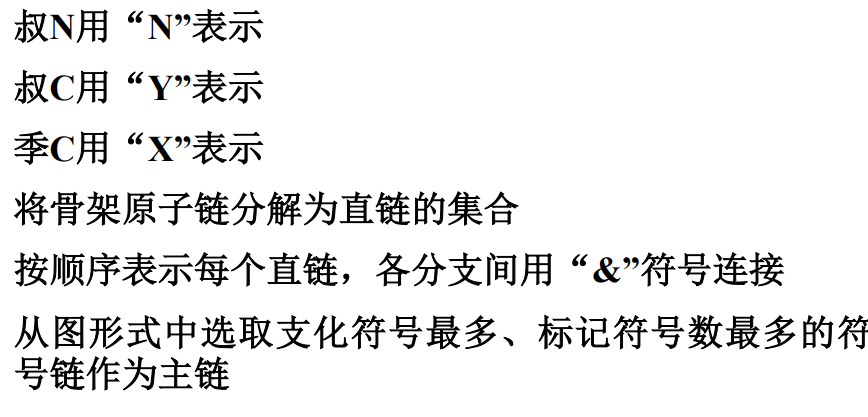 叔N用“N”表示
叔C用“Y”表示
季C用“X”表示
将骨架原子链分解为直链的集合
按顺序表示每个直链，各分支间用“&”符号连接
从图形式中选取支化符号最多、标记符号数最多的符
号链作为主链